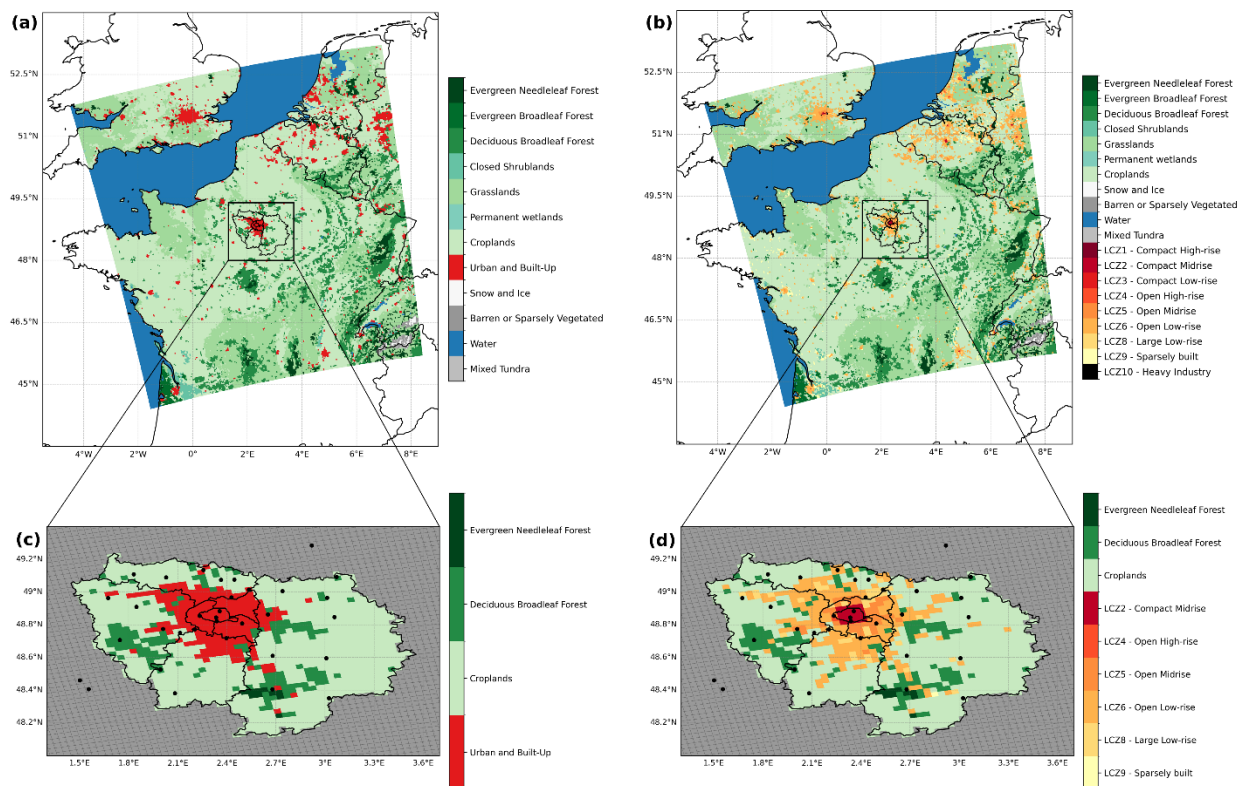 (a)
52.5°N
51°N
49.5°N
48°N
46.5°N
45°N
4°W
2°W
0°
2°E
4°E
6°E
8°E
Evergreen Needleleaf Forest
Evergreen Broadleaf Forest
Deciduous Broadleaf Forest
Closed Shrublands
Grasslands
Permanent wetlands
Croplands
Urban and Built-Up
Snow and Ice
Barren or Sparsely Vegetated
Water
Mixed Tundra
(b)
52.5°N
51°N
49.5°N
48°N
46.5°N
45°N
4°W
2°W
0°
2°E
4°E
6°E
8°E
Evergreen Needleleaf Forest
Evergreen Broadleaf Forest
Deciduous Broadleaf Forest
Closed Shrublands
Grasslands
Permanent wetlands
Croplands
Snow and Ice
Barren or Sparsely Vegetated
Water
Mixed Tundra
LCZ1 - Compact High-rise
LCZ2 - Compact Midrise
LCZ3 - Compact Low-rise
LCZ4 - Open High-rise
LCZ5 - Open Midrise
LCZ6 - Open Low-rise
LCZ8 - Large Low-rise
LCZ9 - Sparsely built
LCZ10 - Heavy Industry
(c)
49.2°N
49°N
48.8°N
48.6°N
48.4°N
48.2°N
1.5°E
1.8°E
2.1°E
2.4°E
2.7°E
3°E
3.3°E
3.6°E
Evergreen Needleleaf Forest
Deciduous Broadleaf Forest
Croplands
Urban and Built-Up
(d)
49.2°N
49°N
48.8°N
48.6°N
48.4°N
48.2°N
1.5°E
1.8°E
2.1°E
2.4°E
2.7°E
3°E
3.3°E
3.6°E
Evergreen Needleleaf Forest
Deciduous Broadleaf Forest
Croplands
LCZ2 - Compact Midrise
LCZ4 - Open High-rise
LCZ5 - Open Midrise
LCZ6 - Open Low-rise
LCZ8 - Large Low-rise
LCZ9 - Sparsely built